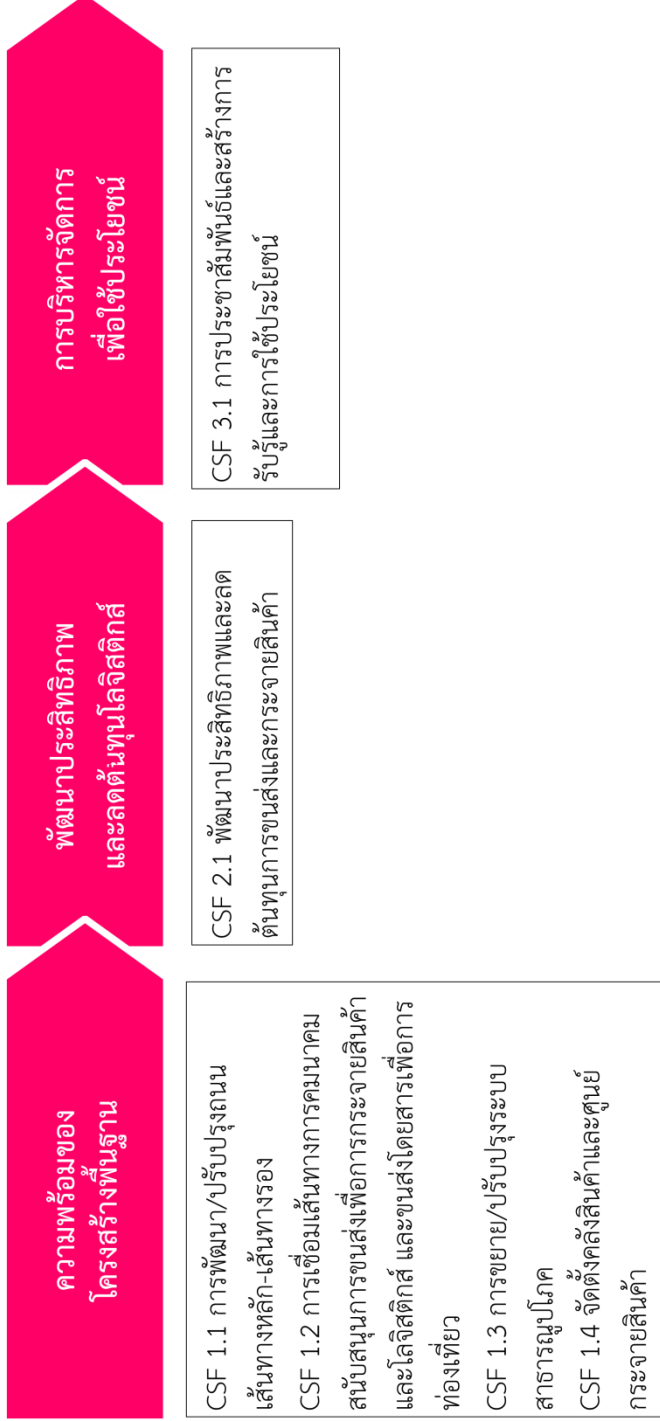 ความพร้อมของ
โครงสร้างพื้นฐาน
พัฒนาประสิทธิภาพ
และลดต้นทุนโลจิสติกส์
การบริหารจัดการ
เพื่อใช้ประโยชน์
CSF 1.1 การพัฒนา/ปรับปรุงถนน
เส้นทางหลัก-เส้นทางรอง
CSF 1.2 การเชื่อมเส้นทางการคมนาคม
สนับสนุนการขนส่งเพื่อการกระจายสินค้า
และโลจิสติกส์ และขนส่งโดยสารเพื่อการ
ท่องเที่ยว
CSF 1.3 การขยาย/ปรับปรุงระบบ
สาธารณูปโภค
CSF 1.4 จัดตั้งคลังสินค้าและศูนย์
กระจายสินค้า
CSF 2.1 พัฒนาประสิทธิภาพและลด
ต้นทุนการขนส่งและกระจายสินค้า
CSF 3.1 การประชาสัมพันธ์และสร้างการ
รับรู้และการใช้ประโยชน์